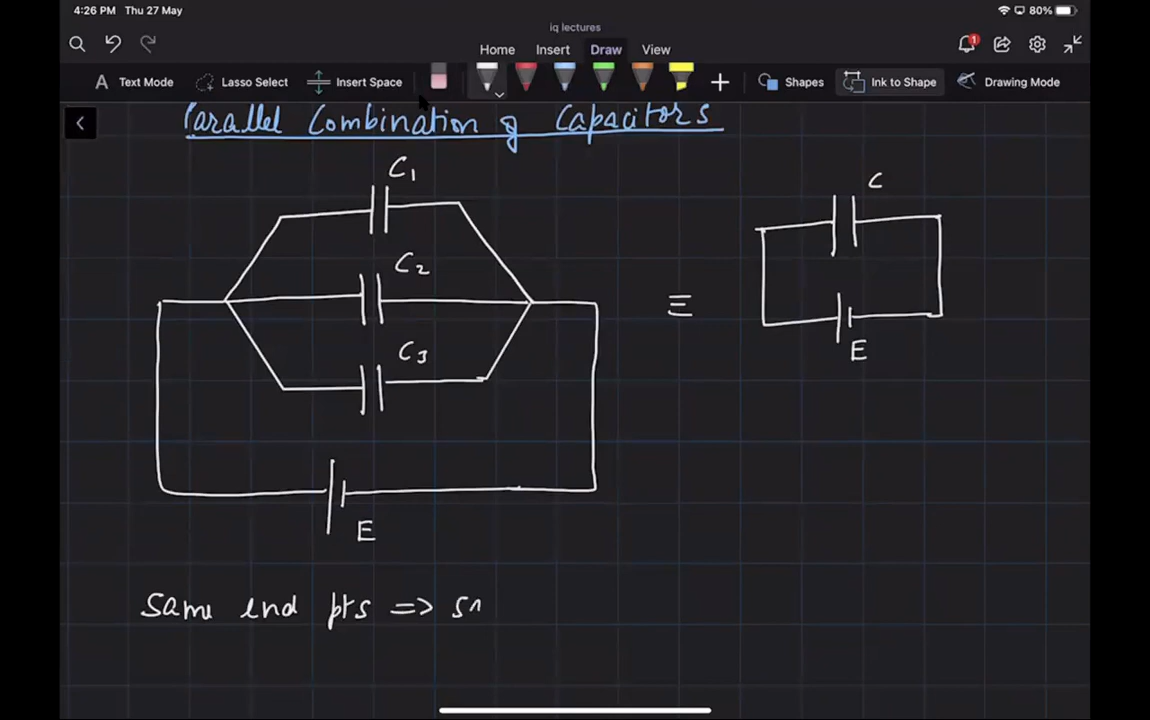 4:26 PM Thu 27 May
80%
iq lectures
Home Insert Draw View
1
Text Mode Lasso Select Insert Space Shapes Ink to Shape Drawing Mode
Parallel Combination of Capacitors
C1
C
C2
C3
E
E
Same end pts =>